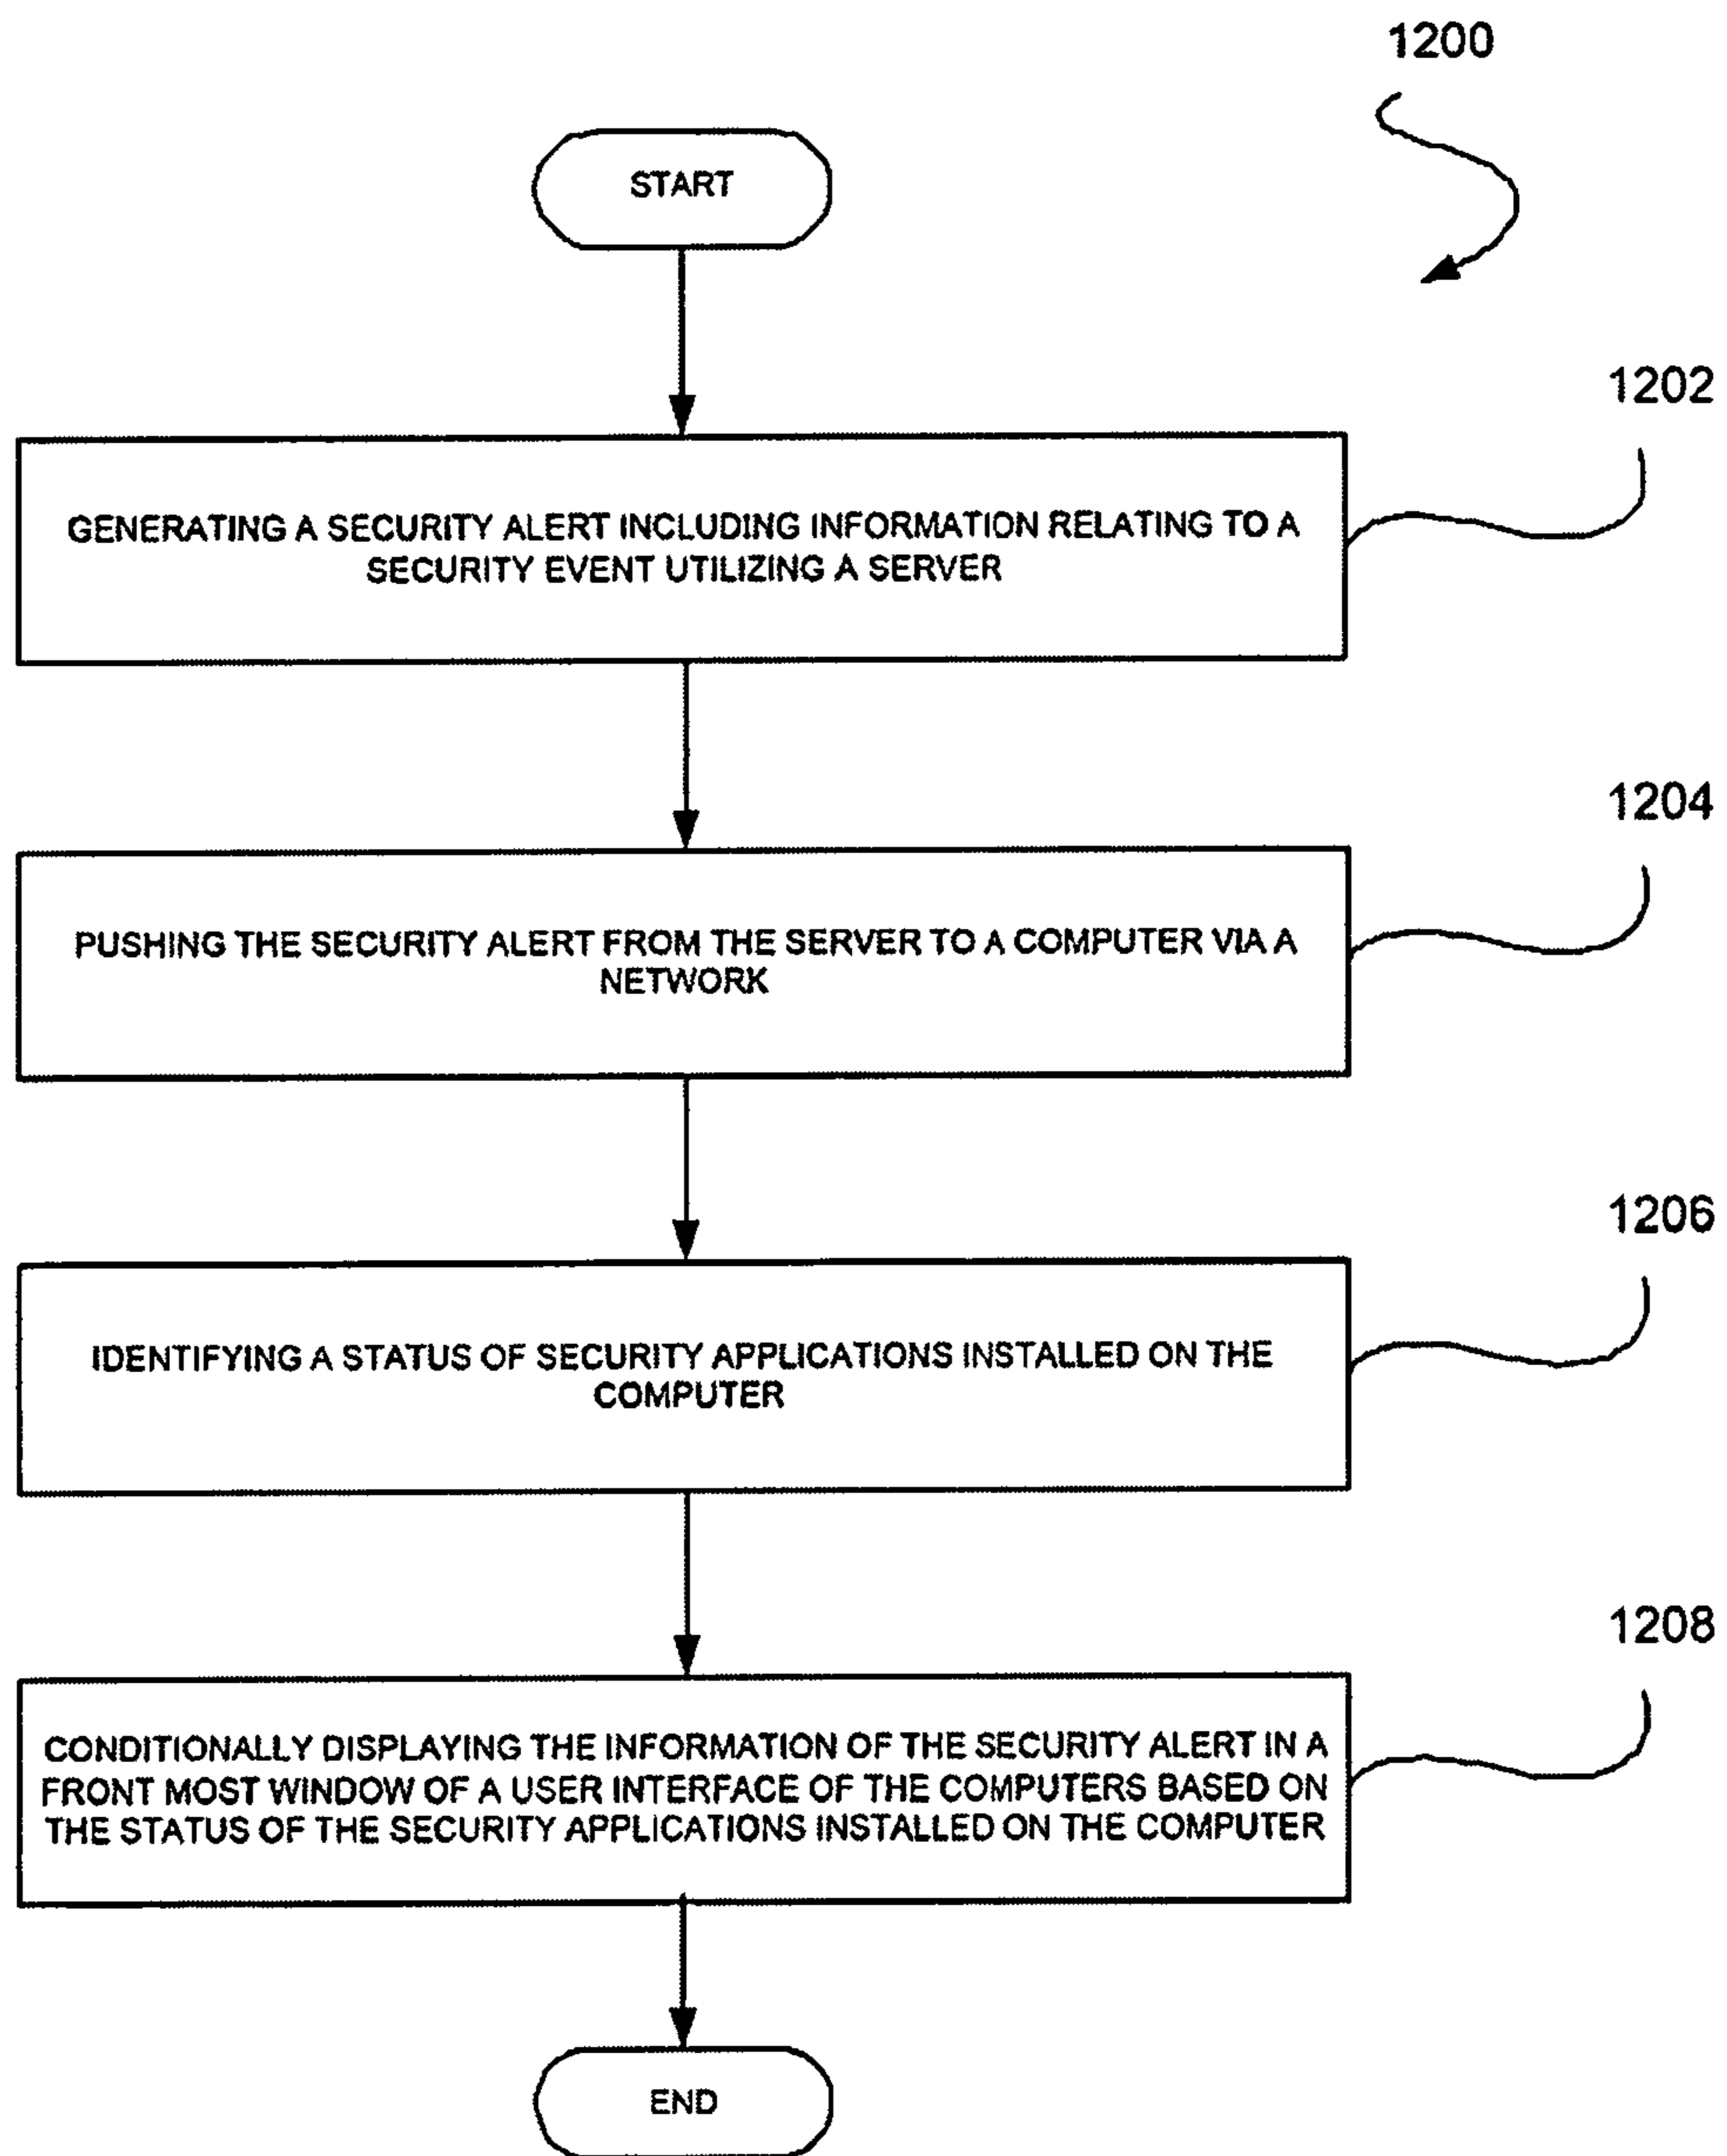 1200
START
1202
GENERATING A SECURITY ALERT INCLUDING INFORMATION RELATING TO A
SECURITY EVENT UTILIZING A SERVER
1204
PUSHING THE SECURITY ALERT FROM THE SERVER TO A COMPUTER VIA A
NETWORK
1206
IDENTIFYING A STATUS OF SECURITY APPLICATIONS INSTALLED ON THE
COMPUTER
1208
CONDITIONALLY DISPLAYING THE INFORMATION OF THE SECURITY ALERT IN A
FRONT MOST WINDOW OF A USER INTERFACE OF THE COMPUTERS BASED ON
THE STATUS OF THE SECURITY APPLICATIONS INSTALLED ON THE COMPUTER
END